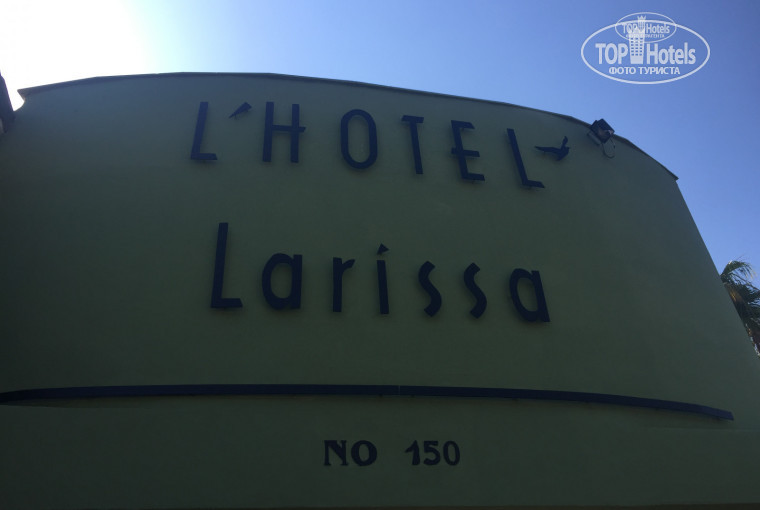 TOP Hotels
ФОТО ТУРИСТА
L'HOTEL
Larissa
NO 150